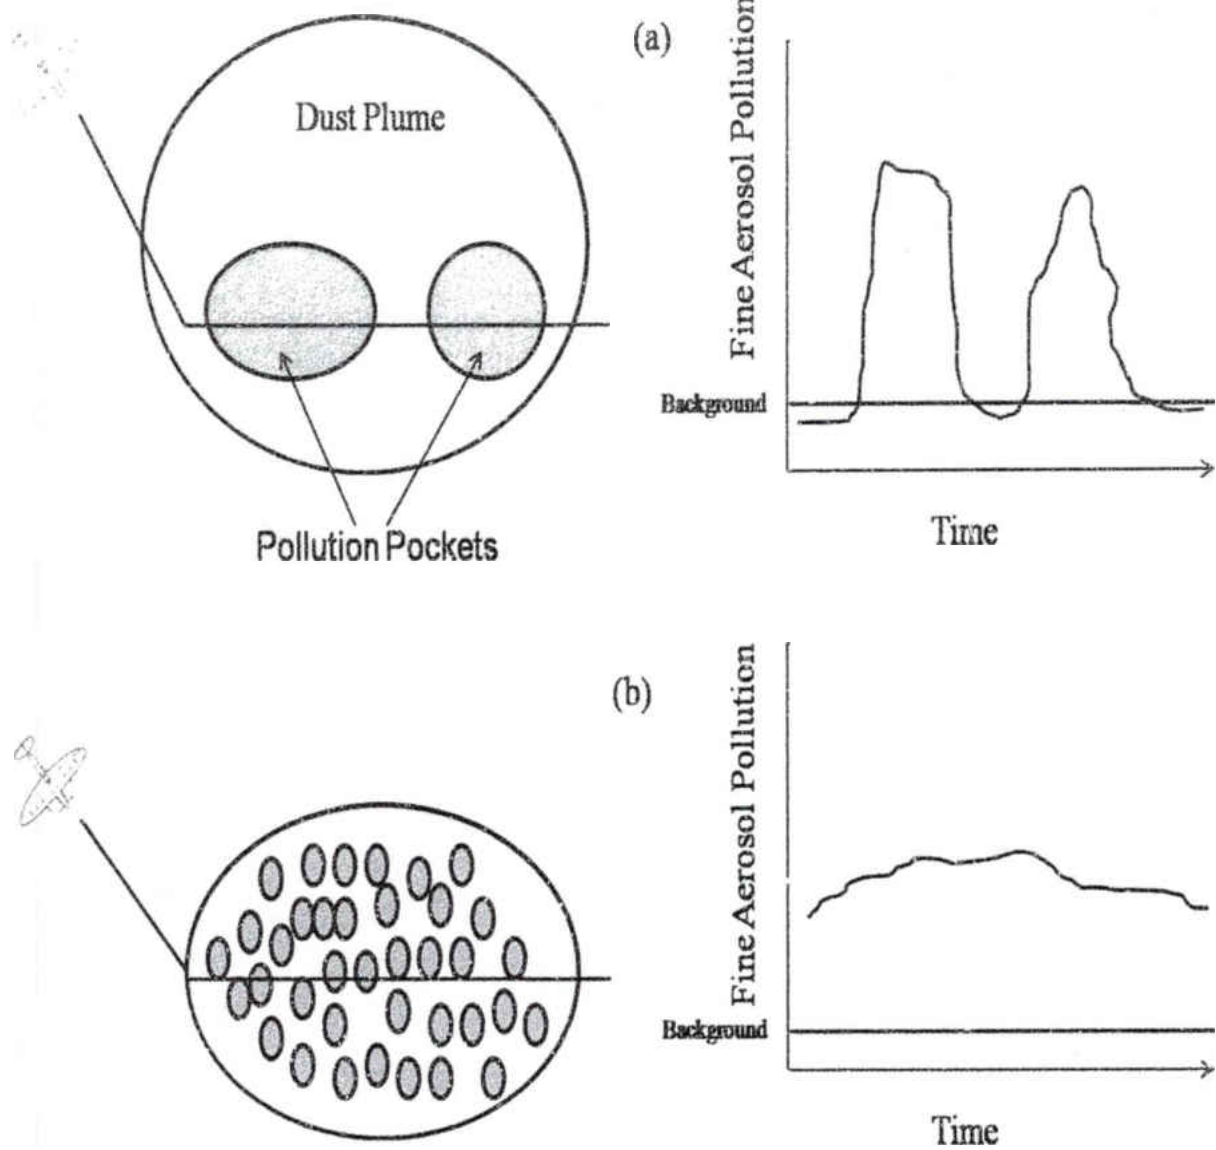 (a)
Dust Plume
Pollution Pockets
Fine Aerosol Pollution
Background
Time
(b)
Fine Aerosol Pollution
Background
Time